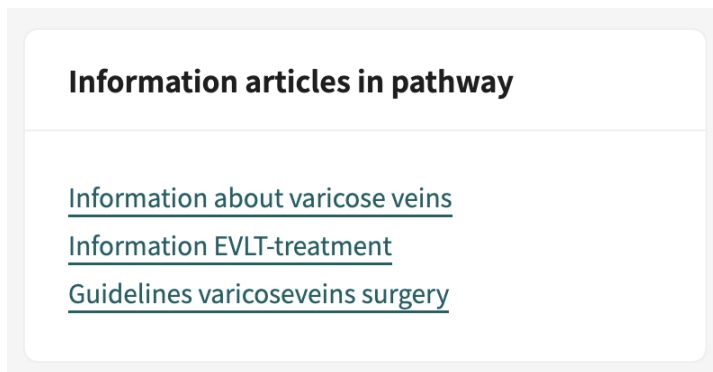 Information articles in pathway
Information about varicose veins
Information EVLT-treatment
Guidelines varicoseveins surgery